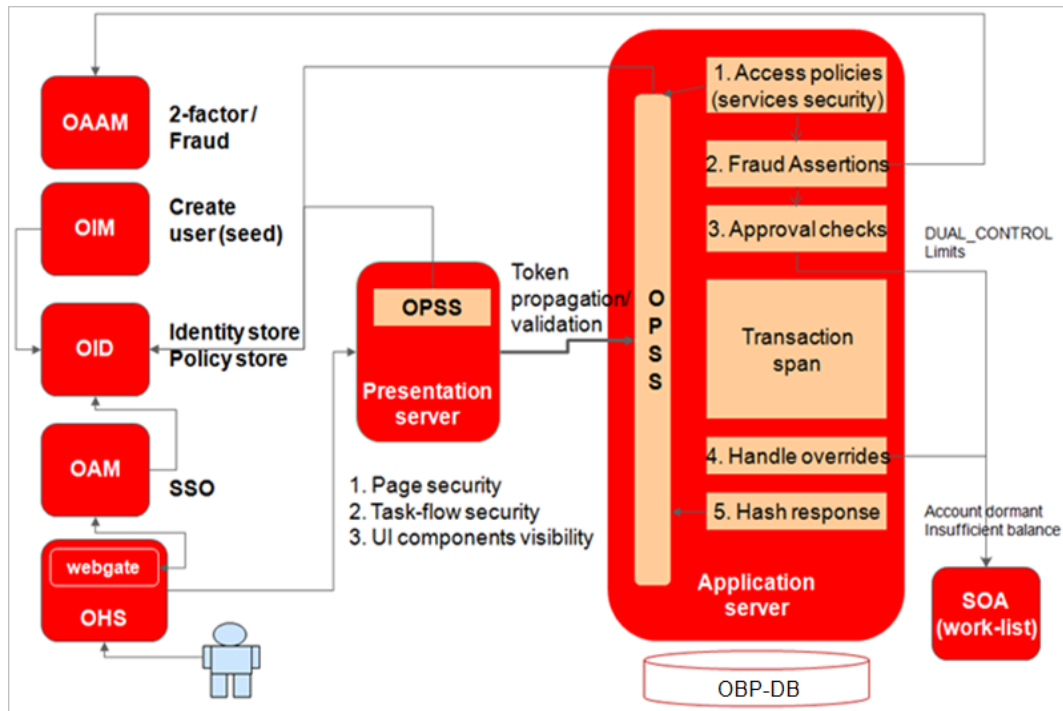 OAAM
2-factor /
Fraud
OIM
Create
user (seed)
OID
Identity store
Policy store
OAM
SSO
webgate
OHS
OPSS
Presentation
server
1. Page security
2. Task-flow security
3. UI components visibility
Token
propagation/
validation
O
P
S
S
1. Access policies
(services security)
2. Fraud Assertions
3. Approval checks
Transaction
span
4. Handle overrides
5. Hash response
Application
server
OBP-DB
DUAL_CONTROL
Limits
Account dormant
Insufficient balance
SOA
(work-list)